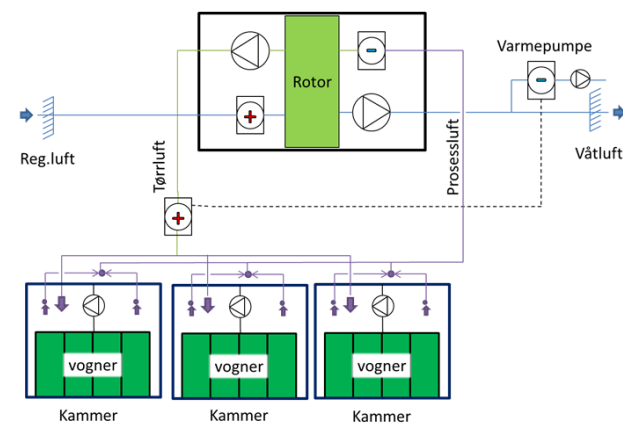 Varmepumpe
Rotor
Reg.luft
Tørrluft
Prosessluft
Våtluft
vogner
vogner
vogner
Kammer
Kammer
Kammer